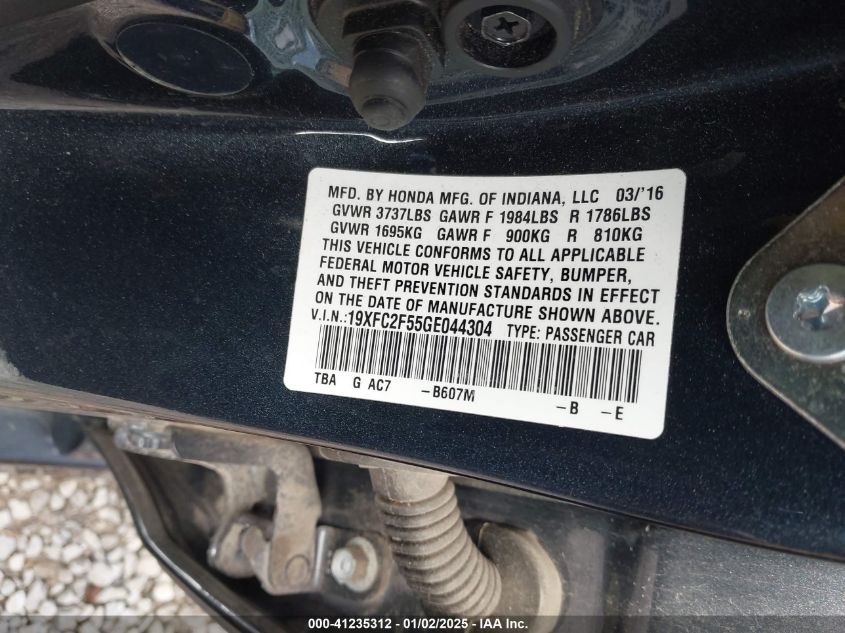 MFD. BY HONDA MFG. OF INDIANA, LLC 03/'16
GVWR 3737LBS GAWR F 1984LBS R 1786LBS
GVWR 1695KG GAWR F 900KG R 810KG
THIS VEHICLE CONFORMS TO ALL APPLICABLE
FEDERAL MOTOR VEHICLE SAFETY, BUMPER,
AND THEFT PREVENTION STANDARDS IN EFFECT
ON THE DATE OF MANUFACTURE SHOWN ABOVE.
V.I.N.:19XFC2F55GE044304 TYPE: PASSENGER CAR
TBA G AC7 –B607M –B –E
000-41235312 - 01/02/2025 - IAA Inc.